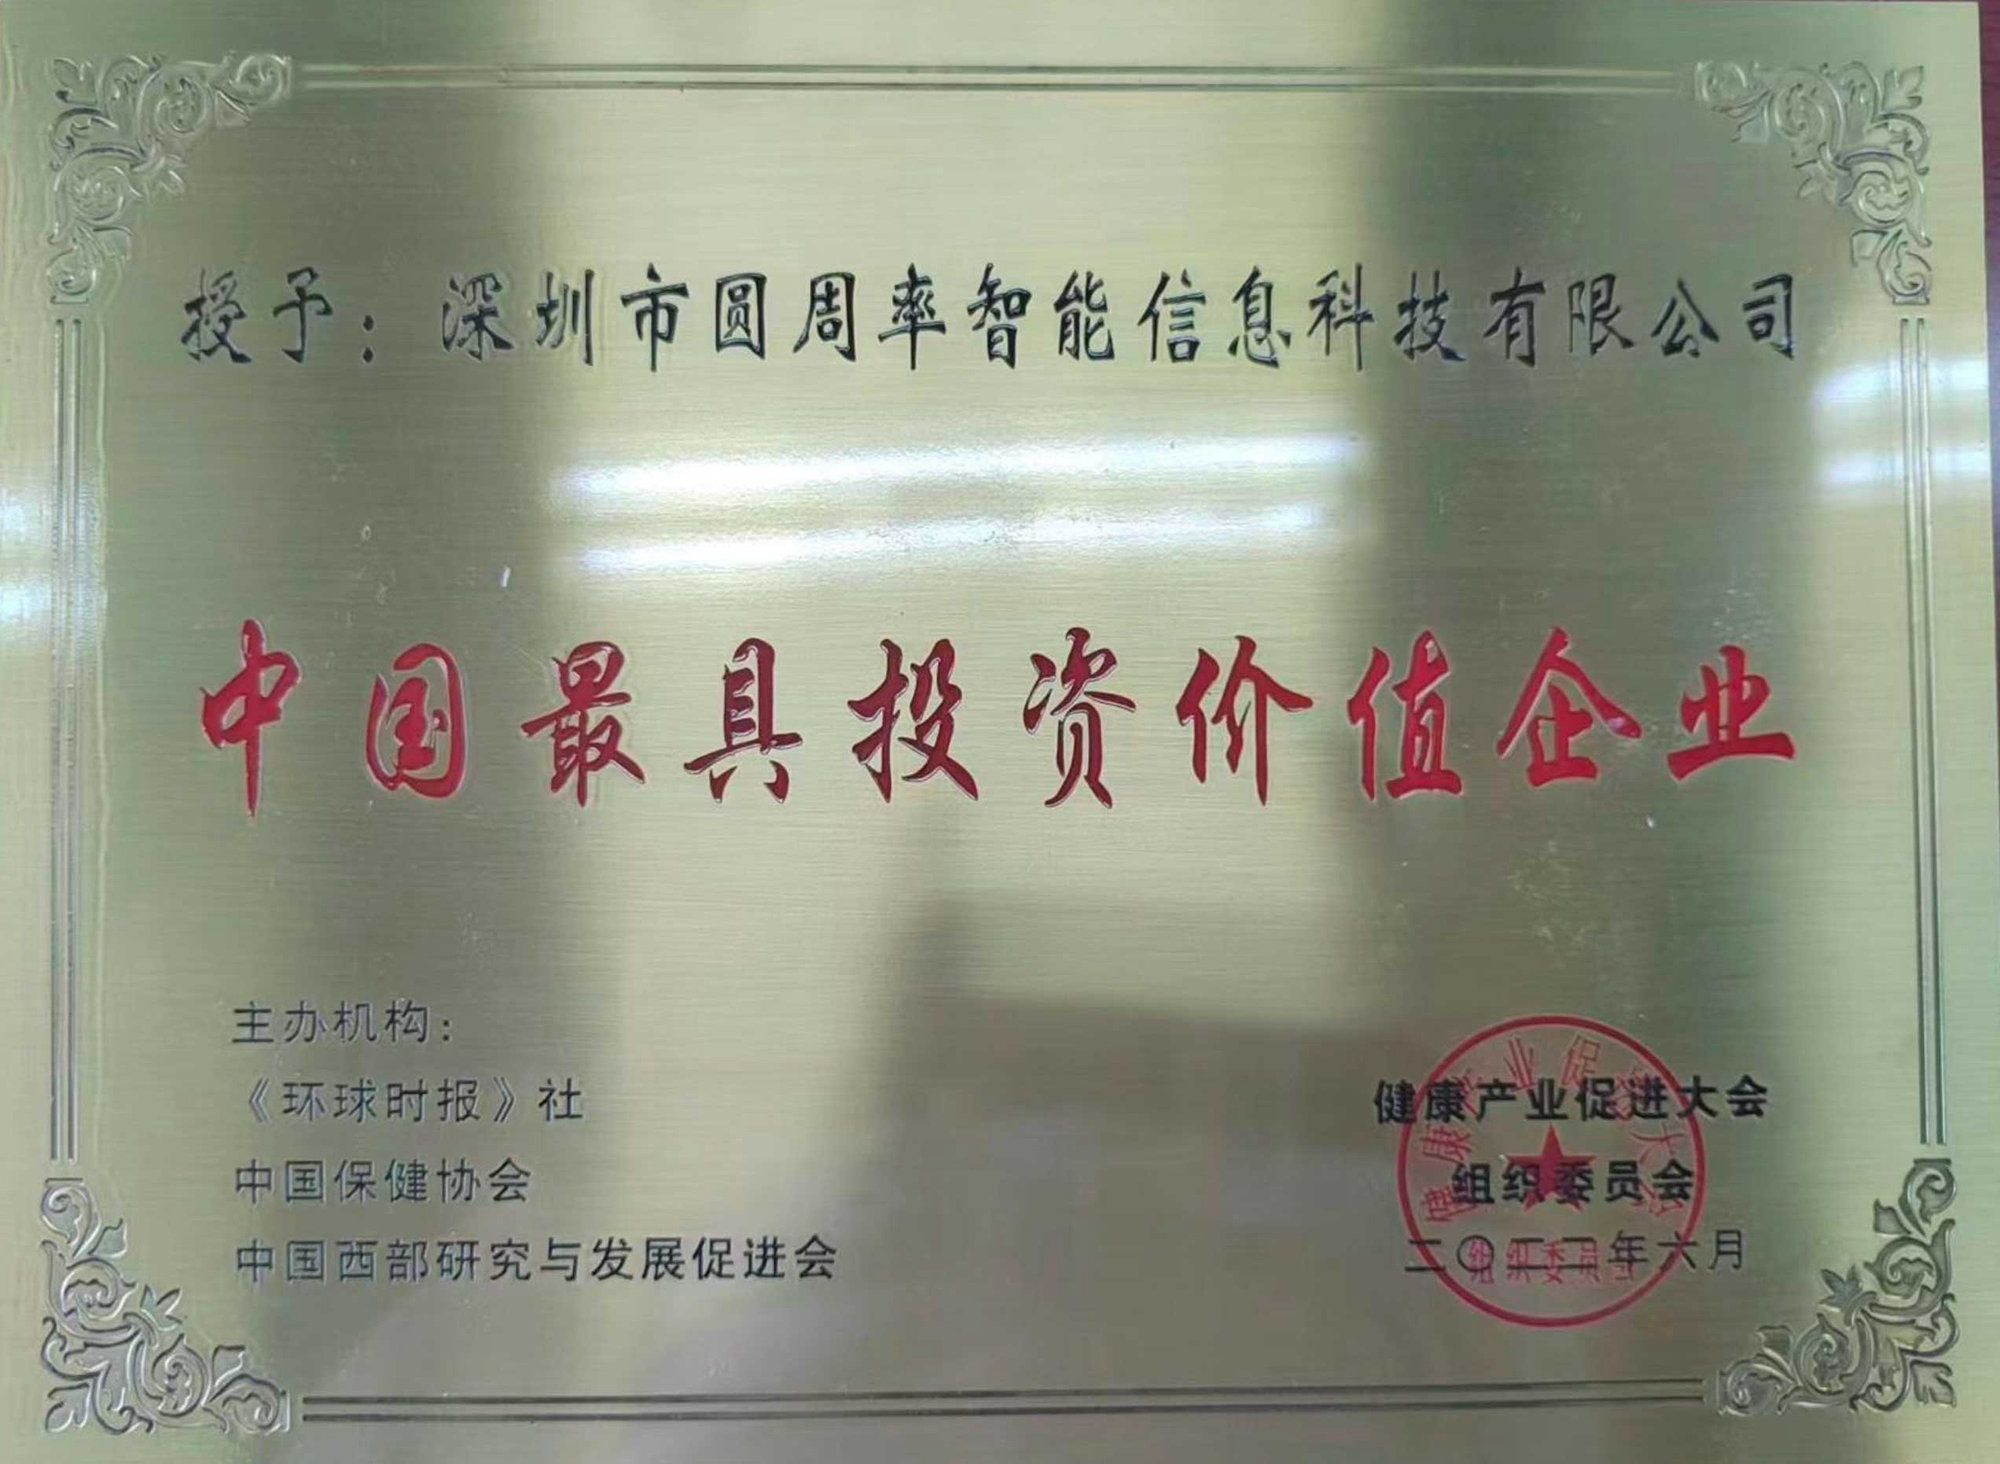 授予：深圳市圆周率智能信息科技有限公司
中国最具投资价值企业
主办机构：
《环球时报》社
中国保健协会
中国西部研究与发展促进会
健康产业促进大会
组织委员会
年六月